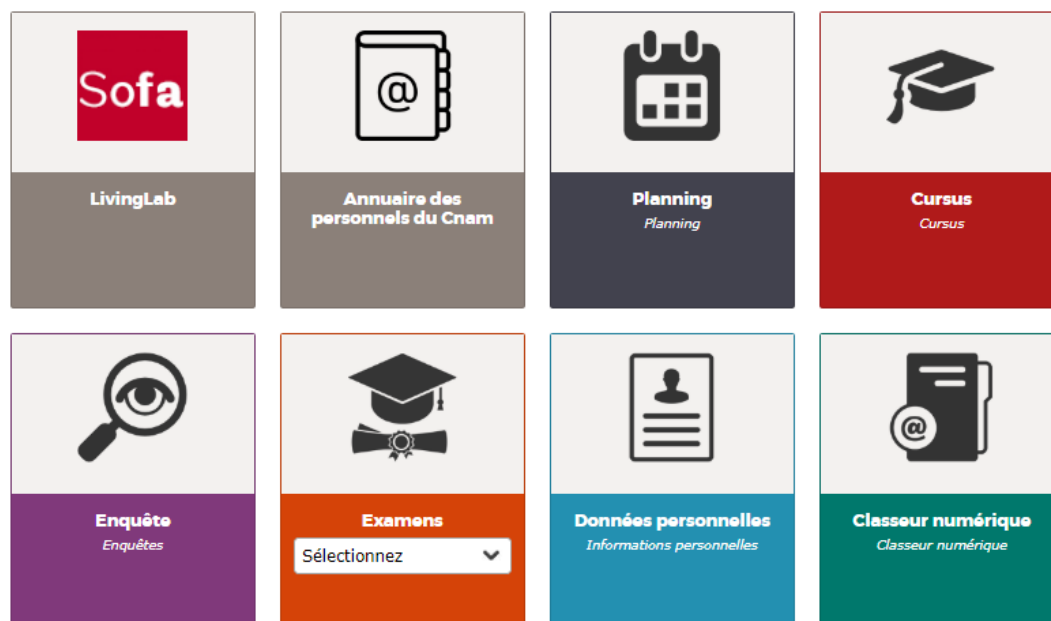 Sofa
@
LivingLab
Annuaire des
personnels du Cnam
Planning
Planning
Cursus
Cursus
@
Enquête
Enquêtes
Examens
Sélectionnez
Données personnelles
Informations personnelles
Classeur numérique
Classeur numérique